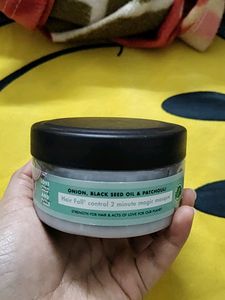 ONION, BLACK SEED OIL & PATCHOULI
Hair Fall* control 2 minute magic masque
STRENGTH FOR HAIR & ACTS OF LOVE FOR OUR PLANET